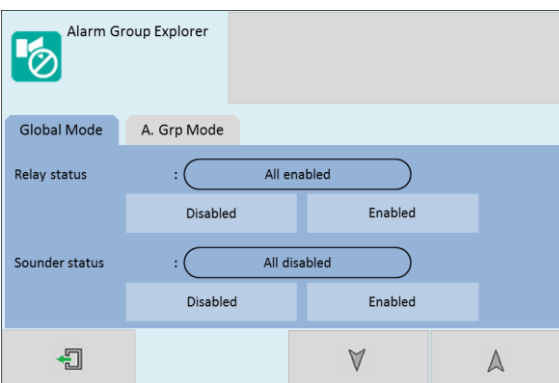 Alarm Group Explorer
Global Mode A. Grp Mode
Relay status : All enabled
Disabled Enabled
Sounder status : All disabled
Disabled Enabled